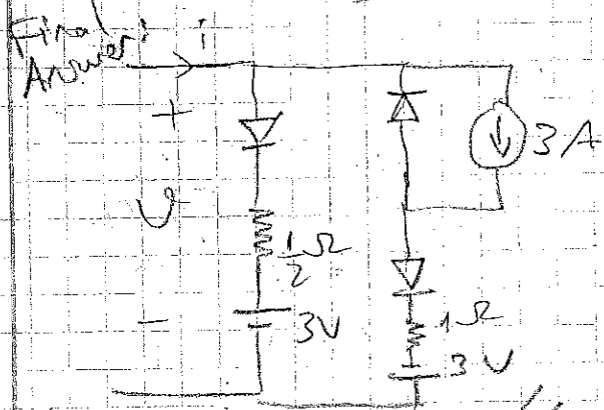 Final
Answer:
i
+
3A
v
1/2 Ω
-
3V
1Ω
3V